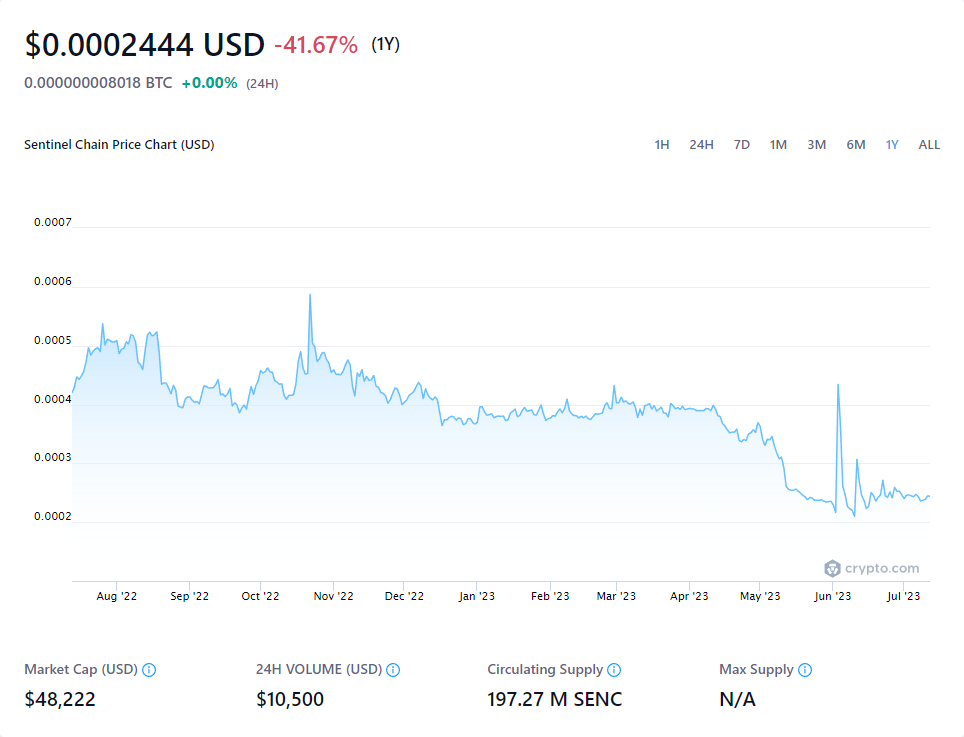 $0.0002444 USD -41.67% (1Y)
0.000000008018 BTC +0.00% (24H)
Sentinel Chain Price Chart (USD) 1H 24H 7D 1M 3M 6M 1Y ALL
0.0007
0.0006
0.0005
0.0004
0.0003
0.0002
crypto.com
Aug '22 Sep '22 Oct '22 Nov '22 Dec '22 Jan '23 Feb '23 Mar '23 Apr '23 May '23 Jun '23 Jul '23
Market Cap (USD) 24H VOLUME (USD) Circulating Supply Max Supply
$48,222 $10,500 197.27 M SENC N/A